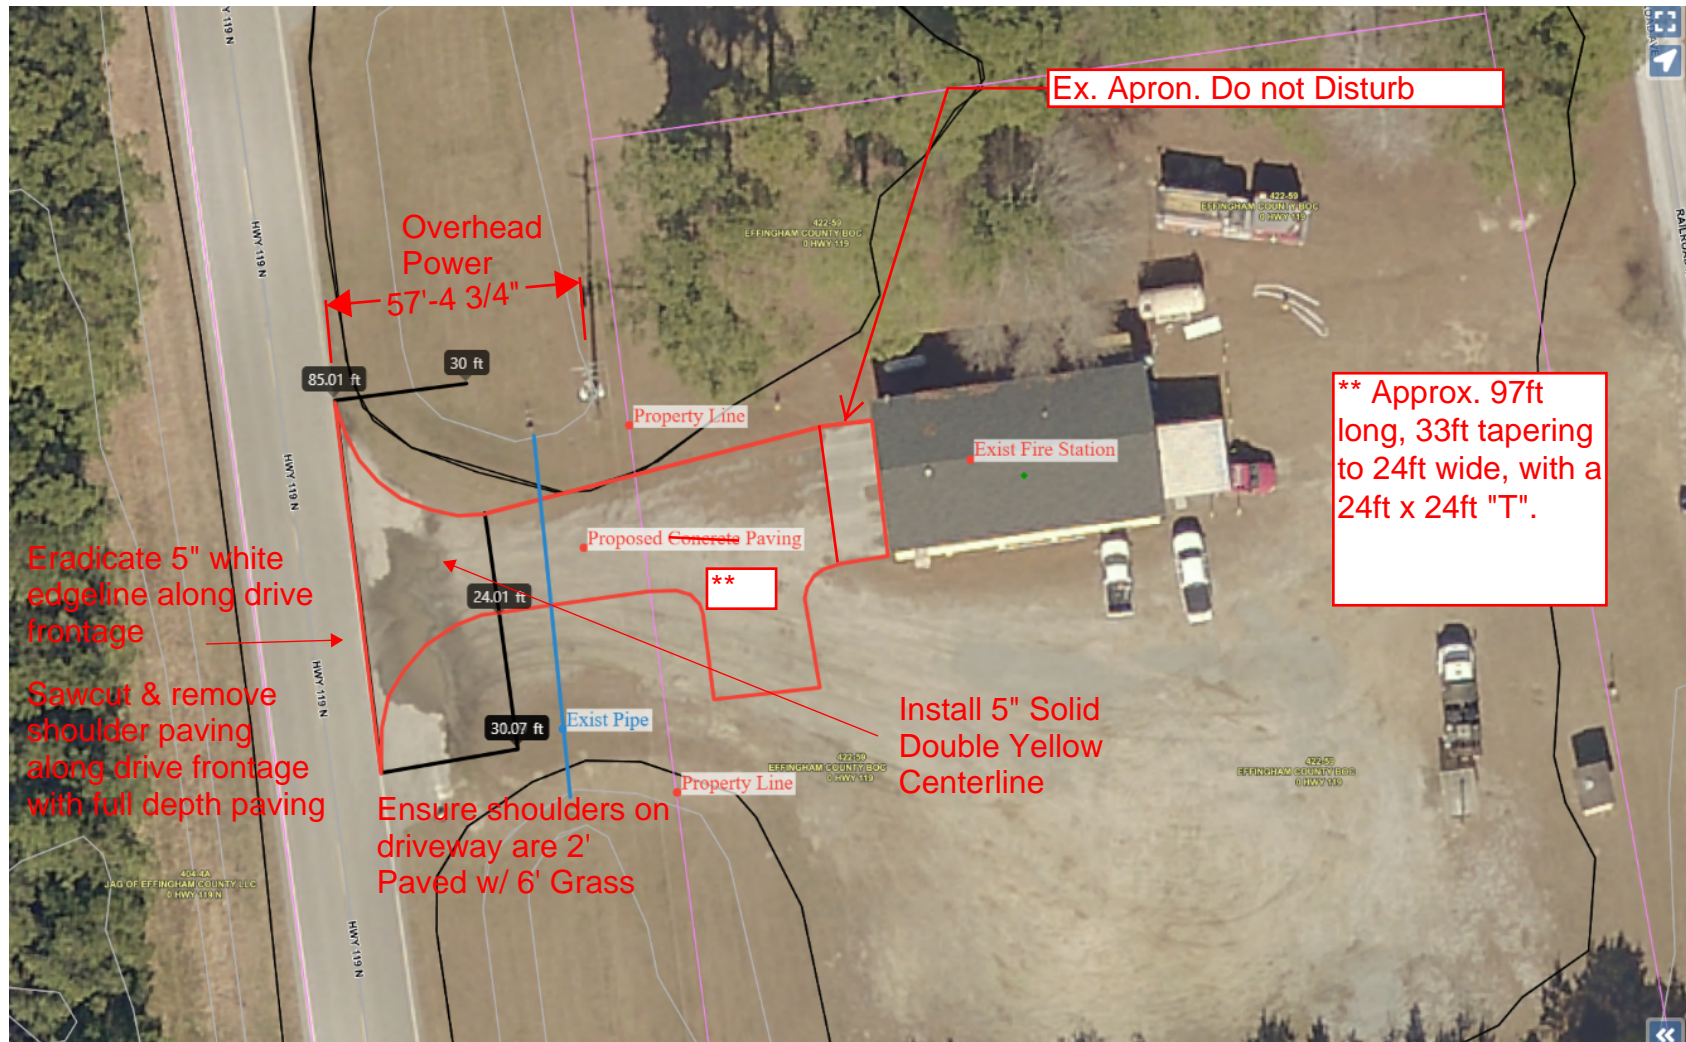 HWY 119 N
Ex. Apron. Do not Disturb
422-59
EFFINGHAM COUNTY BOC
0 HWY 119
422-59
EFFINGHAM COUNTY BOC
0 HWY 119
HWY 119 N
Overhead
Power
57'-4 3/4"
30 ft
85.01 ft
** Approx. 97ft
long, 33ft tapering
to 24ft wide, with a
24ft x 24ft "T".
Property Line
Exist Fire Station
HWY 119 N
Proposed Concrete Paving
**
Eradicate 5" white
edgeline along drive
frontage
24.01 ft
HWY 119 N
Sawcut & remove
shoulder paving
along drive frontage
with full depth paving
30.07 ft
Exist Pipe
Install 5" Solid
Double Yellow
Centerline
422-59
EFFINGHAM COUNTY BOC
0 HWY 119
422-59
EFFINGHAM COUNTY BOC
0 HWY 119
Property Line
Ensure shoulders on
driveway are 2'
Paved w/ 6' Grass
404-4A
JAG OF EFFINGHAM COUNTY LLC
0 HWY 119 N
HWY 119 N